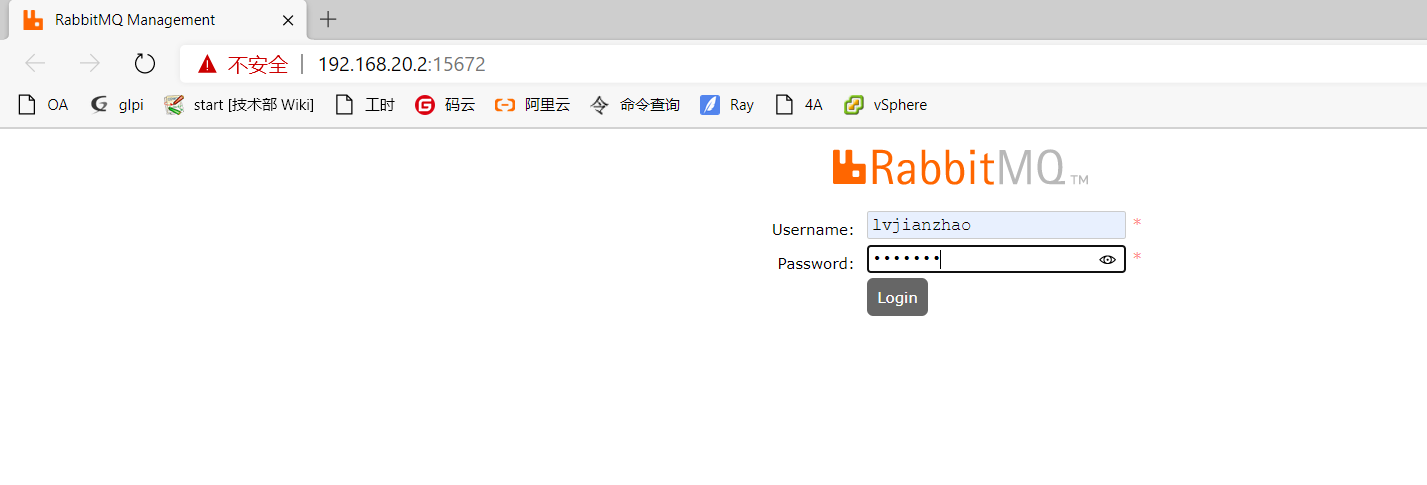 RabbitMQ Management
不安全 | 192.168.20.2:15672
OA glpi start [技术部 Wiki] 工时 码云 阿里云 命令查询 Ray 4A vSphere
RabbitMQ™
Username: lvjianzhao *
Password: ••••••• *
Login